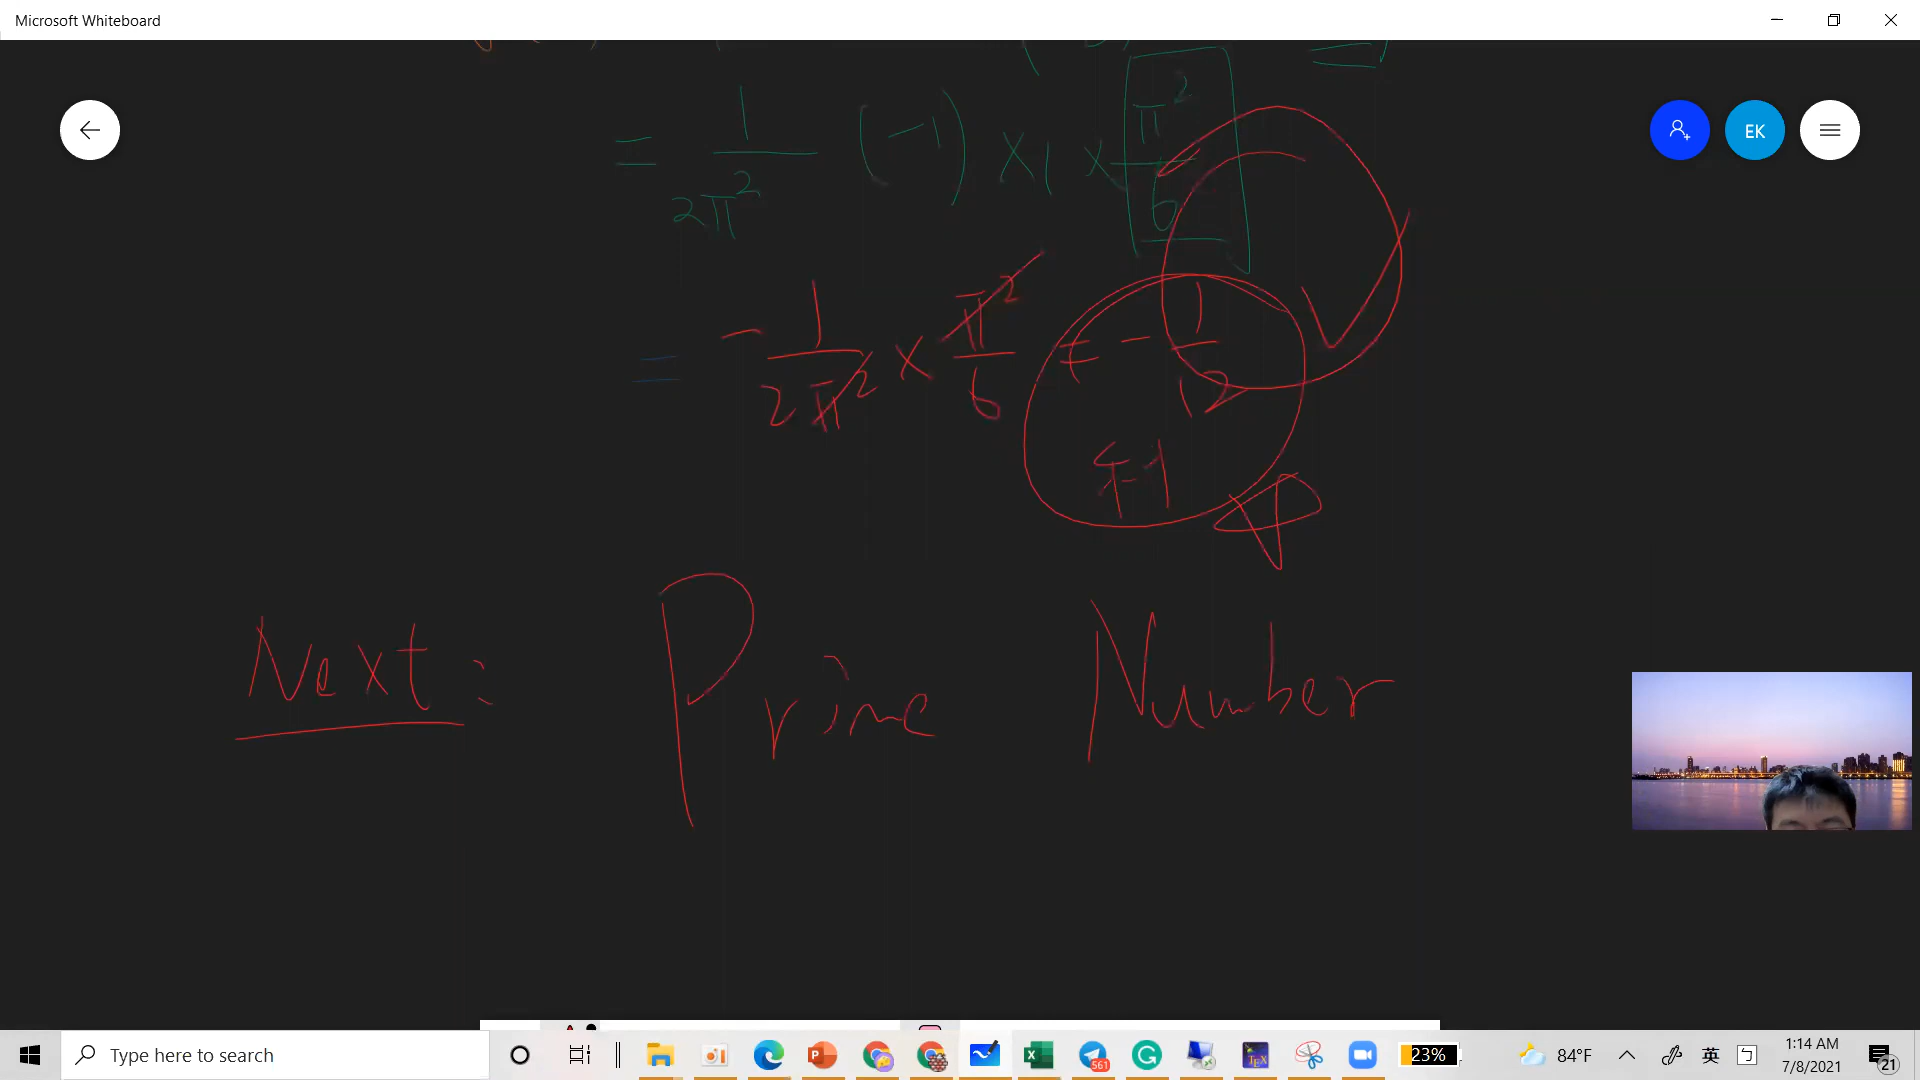 Microsoft Whiteboard
EK
= 1/2π² (-1) × 1 × π²/6
= - 1/2π² × π²/6 = - 1/12
Next: Prime Number
Type here to search
561
23%
84°F
英
1:14 AM
7/8/2021
21